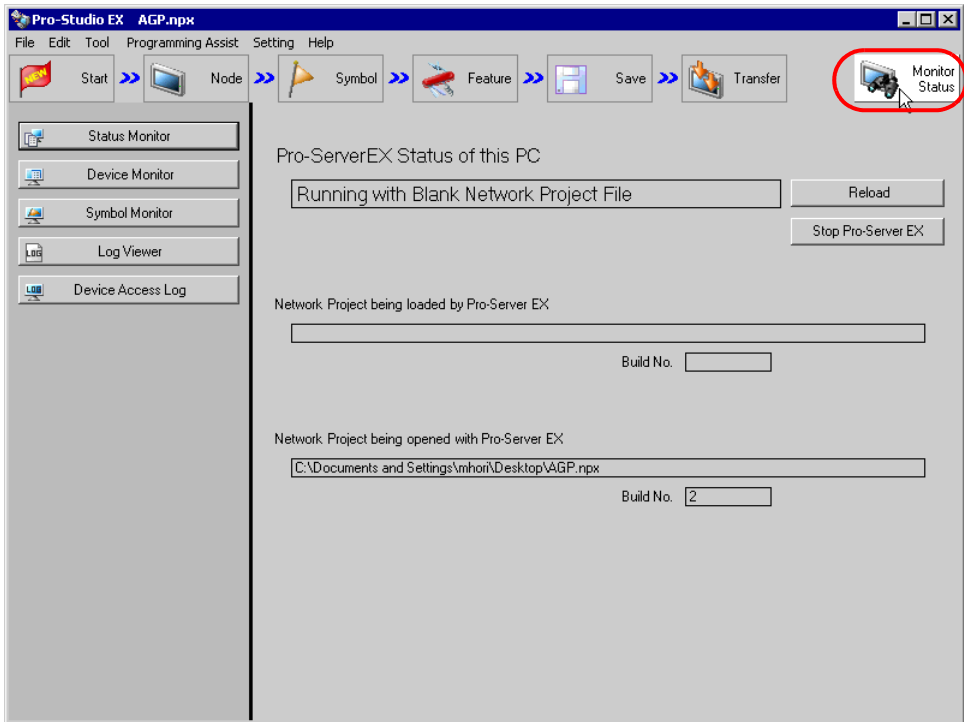 Pro-Studio EX AGP.npx
File Edit Tool Programming Assist Setting Help
NEW Start Node Symbol Feature Save Transfer Monitor Status
Status Monitor
Device Monitor
Symbol Monitor
LOG Log Viewer
LOG Device Access Log
Pro-ServerEX Status of this PC
Running with Blank Network Project File
Reload
Stop Pro-Server EX
Network Project being loaded by Pro-Server EX
Build No.
Network Project being opened with Pro-Server EX
C:\Documents and Settings\mhori\Desktop\AGP.npx
Build No. 2